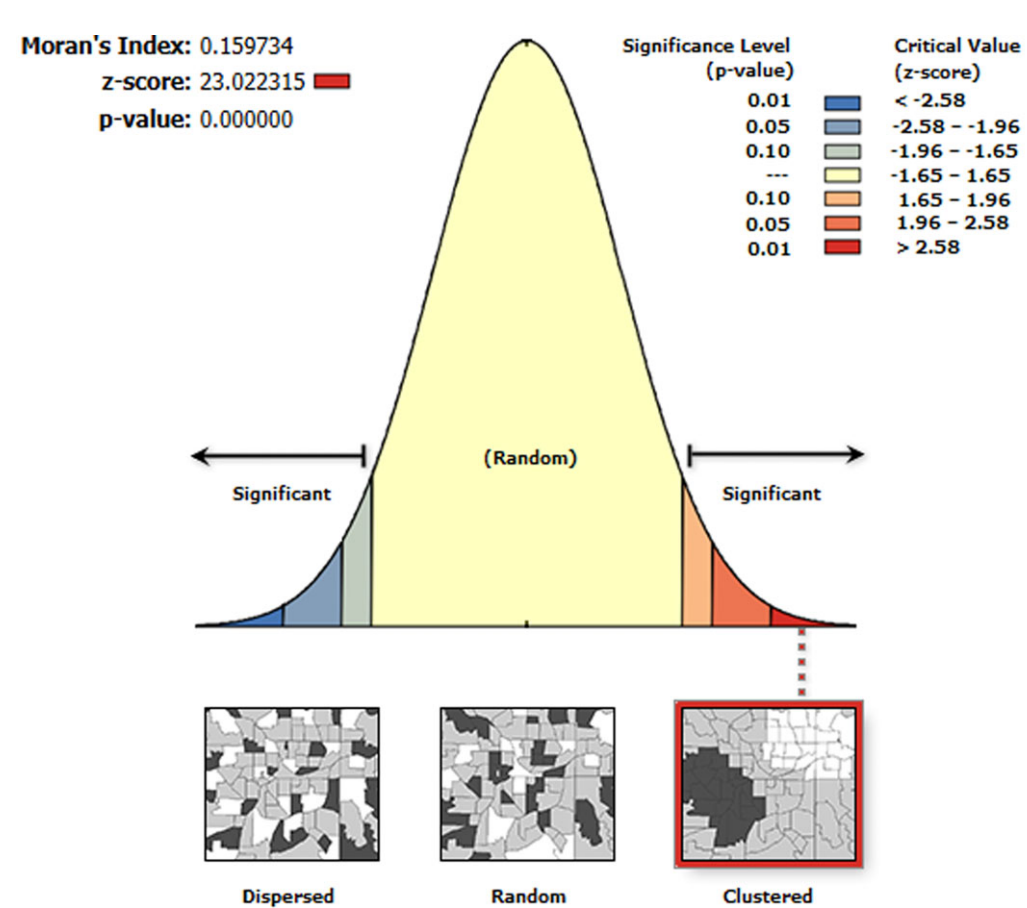 Moran's Index: 0.159734
z-score: 23.022315
p-value: 0.000000
Significance Level
(p-value)
Critical Value
(z-score)
0.01 < -2.58
0.05 -2.58 – -1.96
0.10 -1.96 – -1.65
--- -1.65 – 1.65
0.10 1.65 – 1.96
0.05 1.96 – 2.58
0.01 > 2.58
(Random)
Significant
Significant
Dispersed
Random
Clustered